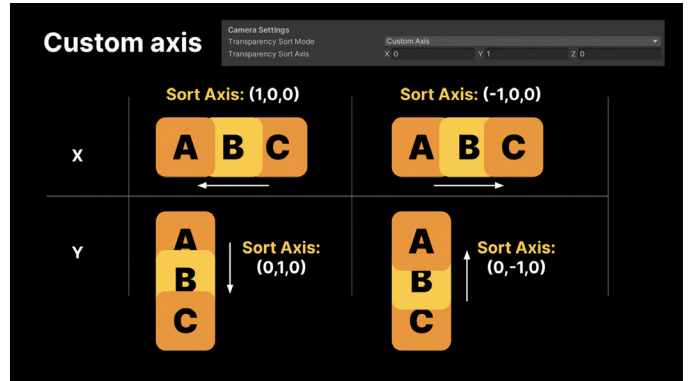 Custom axis
Camera Settings
Transparency Sort Mode Custom Axis
Transparency Sort Axis X 0 Y 1 Z 0
Sort Axis: (1,0,0)
Sort Axis: (-1,0,0)
X
A B C
A B C
Y
A
B
C
Sort Axis:
(0,1,0)
A
B
C
Sort Axis:
(0,-1,0)